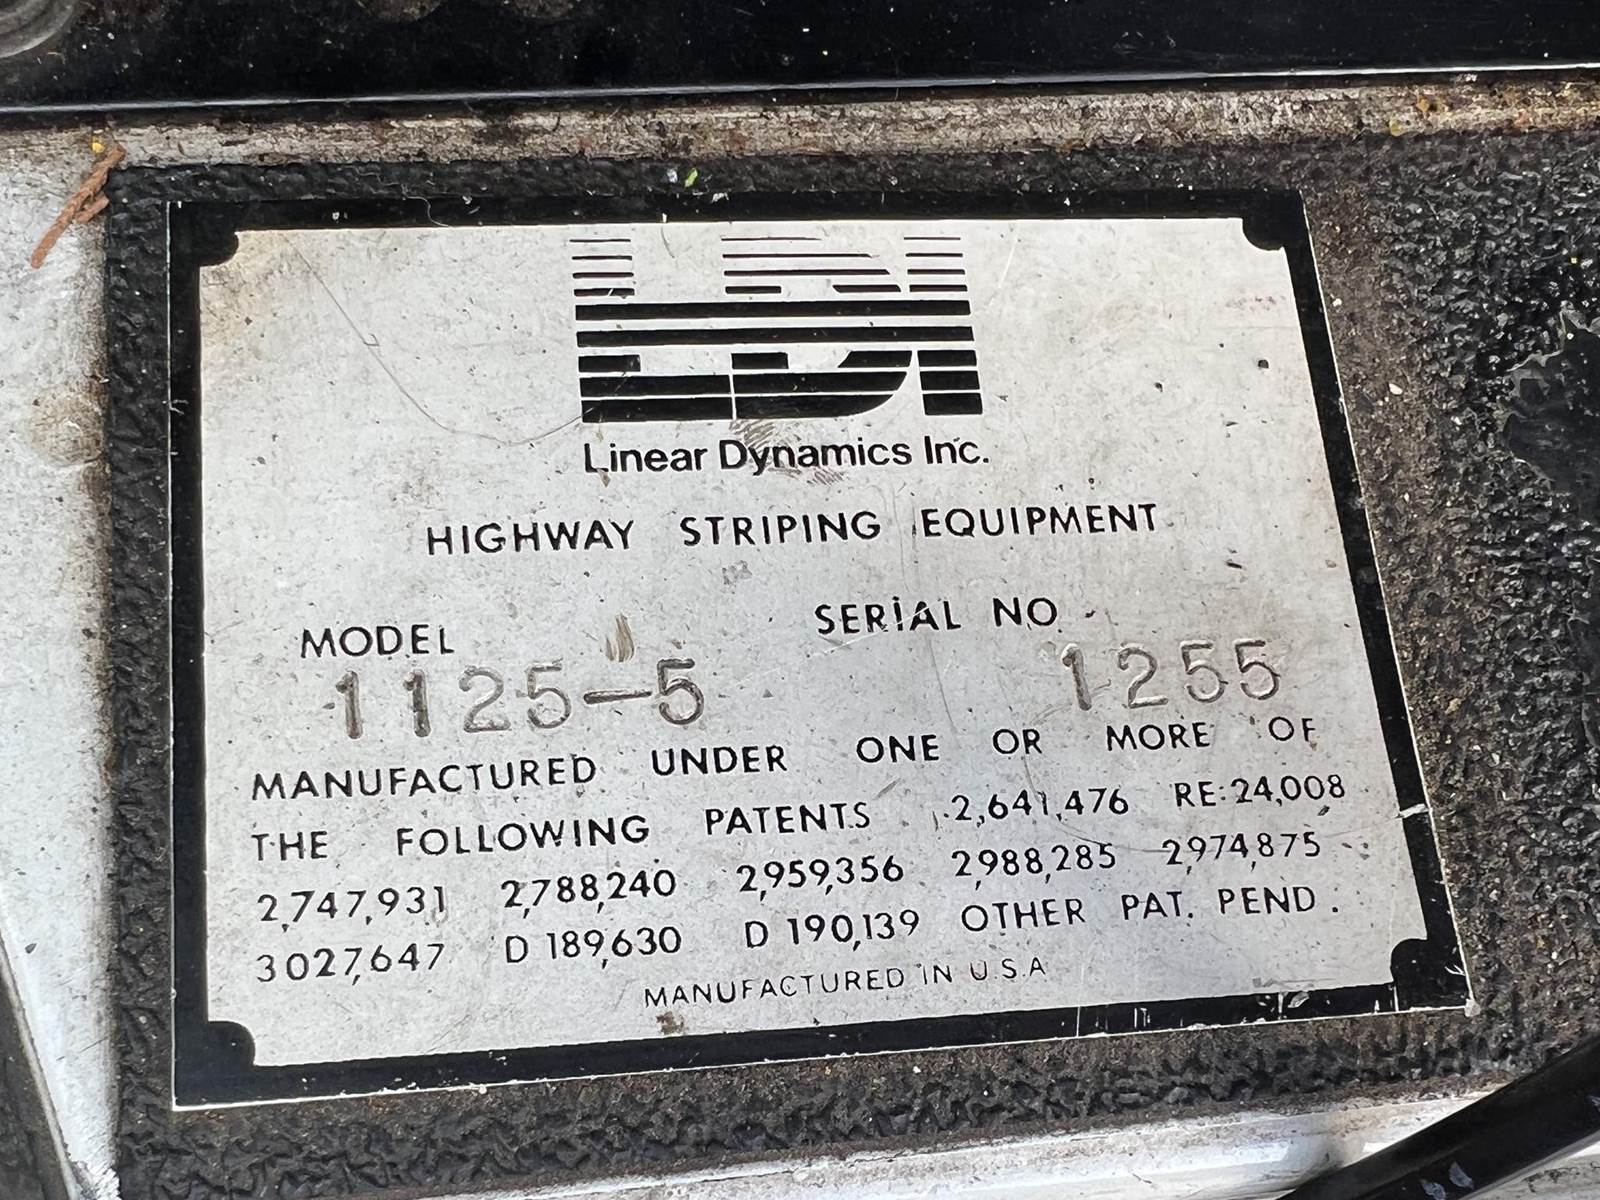 LDI
Linear Dynamics Inc.
HIGHWAY STRIPING EQUIPMENT
MODEL SERIAL NO.
1125-5 1255
MANUFACTURED UNDER ONE OR MORE OF
THE FOLLOWING PATENTS 2,641,476 RE:24,008
2,747,931 2,788,240 2,959,356 2,988,285 2,974,875
3027,647 D 189,630 D 190,139 OTHER PAT. PEND.
MANUFACTURED IN U.S.A